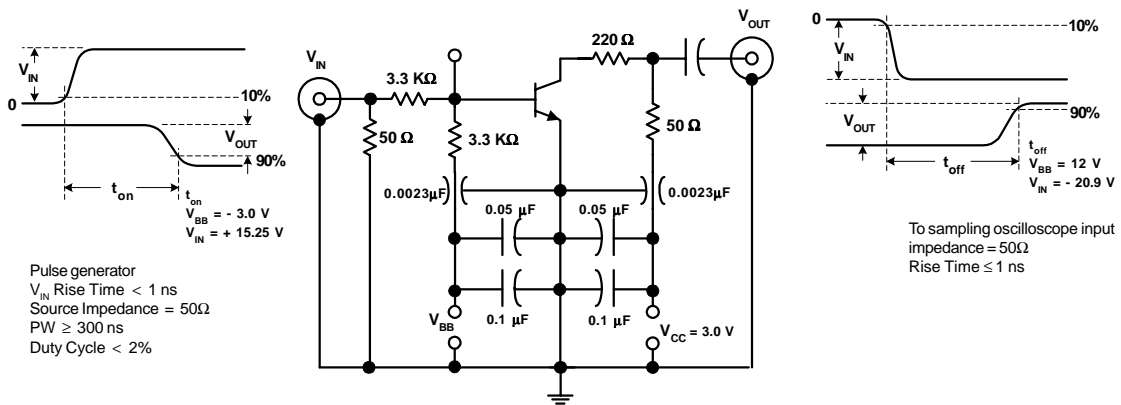 0
V_IN
10%
V_OUT
90%
t_on
t_on
V_BB = - 3.0 V
V_IN = + 15.25 V
Pulse generator
V_IN Rise Time < 1 ns
Source Impedance = 50Ω
PW ≥ 300 ns
Duty Cycle < 2%
V_IN
3.3 KΩ
50 Ω
3.3 KΩ
220 Ω
V_OUT
50 Ω
0.0023µF
0.0023µF
0.05 µF
0.05 µF
0.1 µF
0.1 µF
V_BB
V_CC = 3.0 V
0
10%
V_IN
90%
V_OUT
t_off
t_off
V_BB = 12 V
V_IN = - 20.9 V
To sampling oscilloscope input
impedance = 50Ω
Rise Time ≤ 1 ns